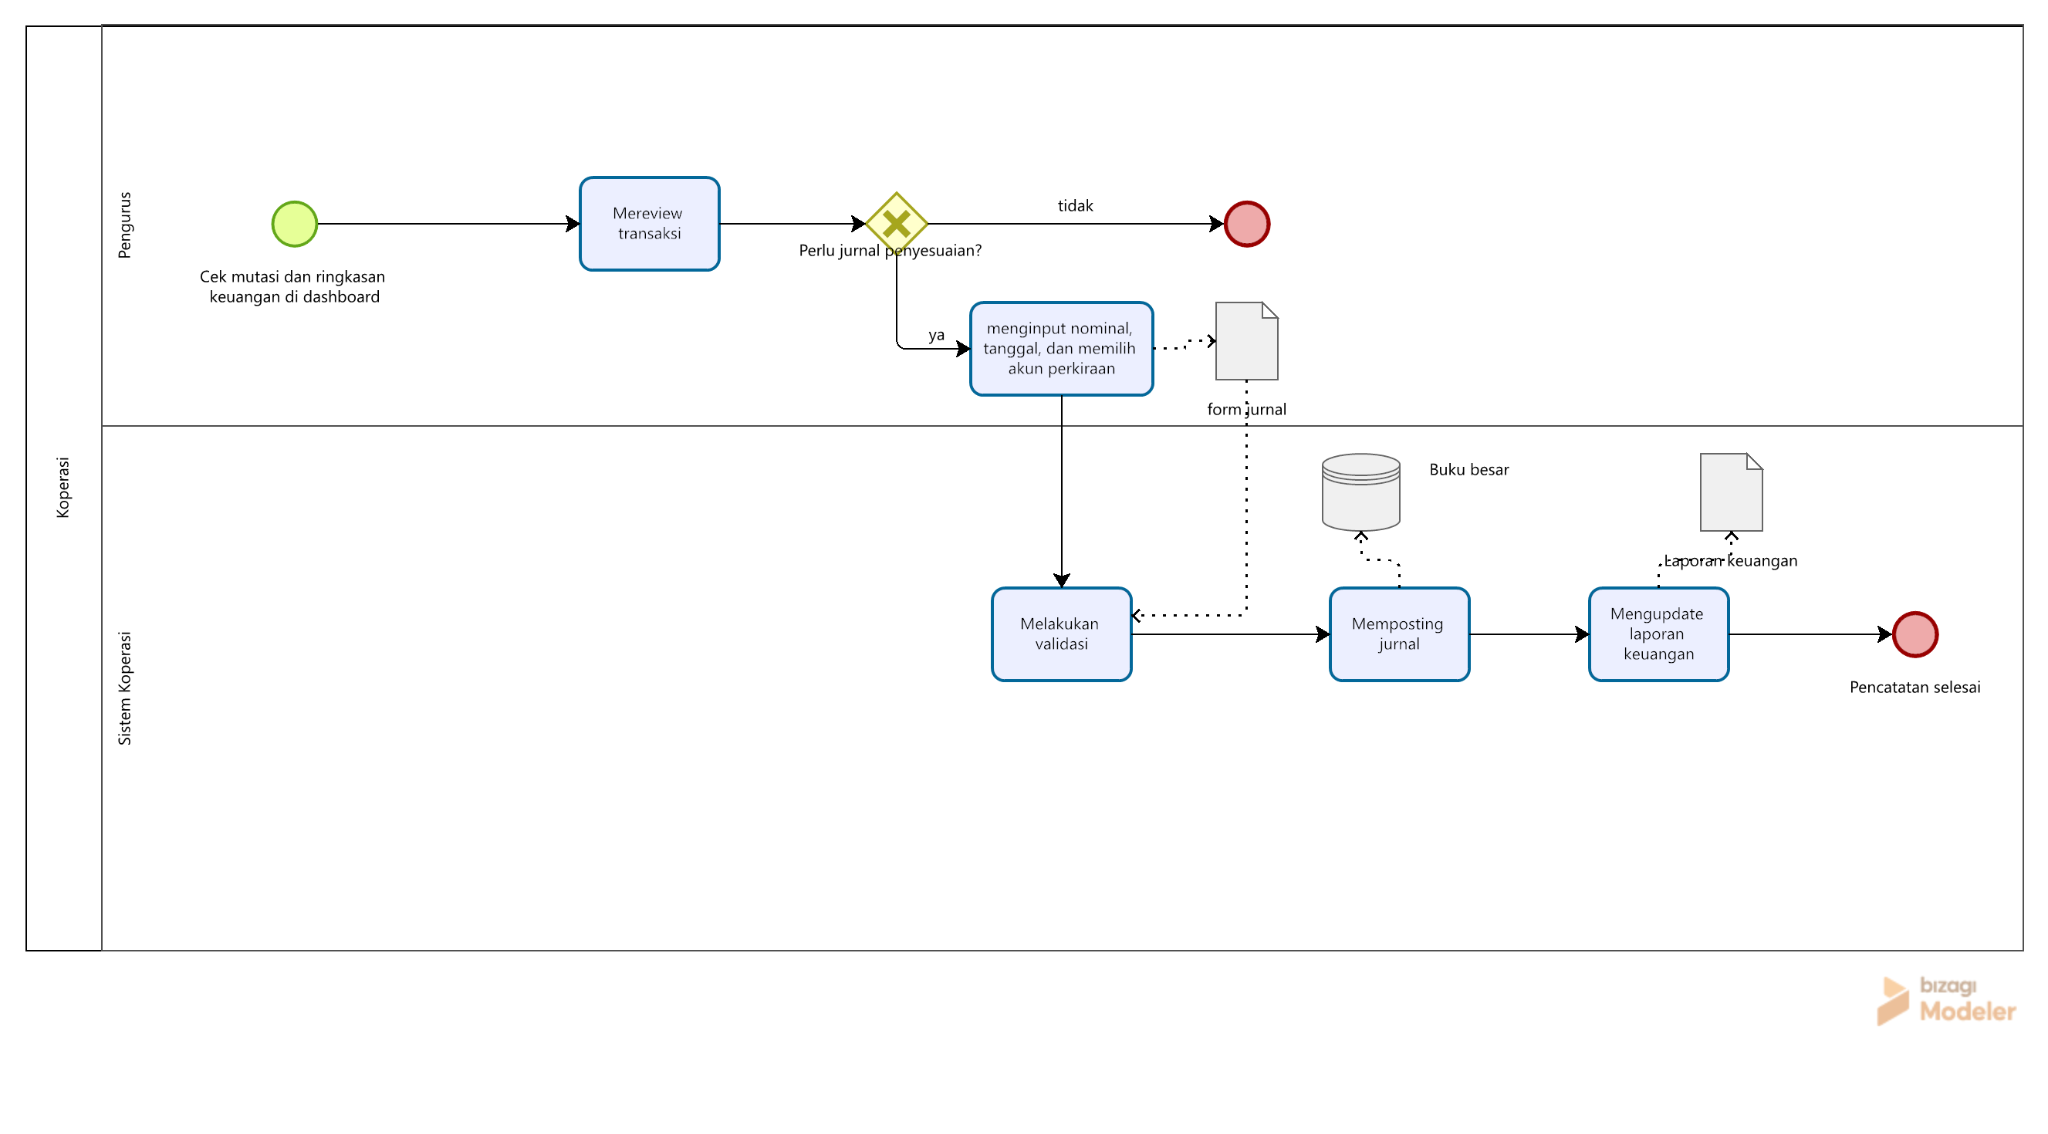 Koperasi
Pengurus
Cek mutasi dan ringkasan
keuangan di dashboard
Mereview
transaksi
Perlu jurnal penyesuaian?
tidak
ya
menginput nominal,
tanggal, dan memilih
akun perkiraan
form jurnal
Sistem Koperasi
Melakukan
validasi
Buku besar
Memposting
jurnal
Laporan keuangan
Mengupdate
laporan
keuangan
Pencatatan selesai
bizagi
Modeler